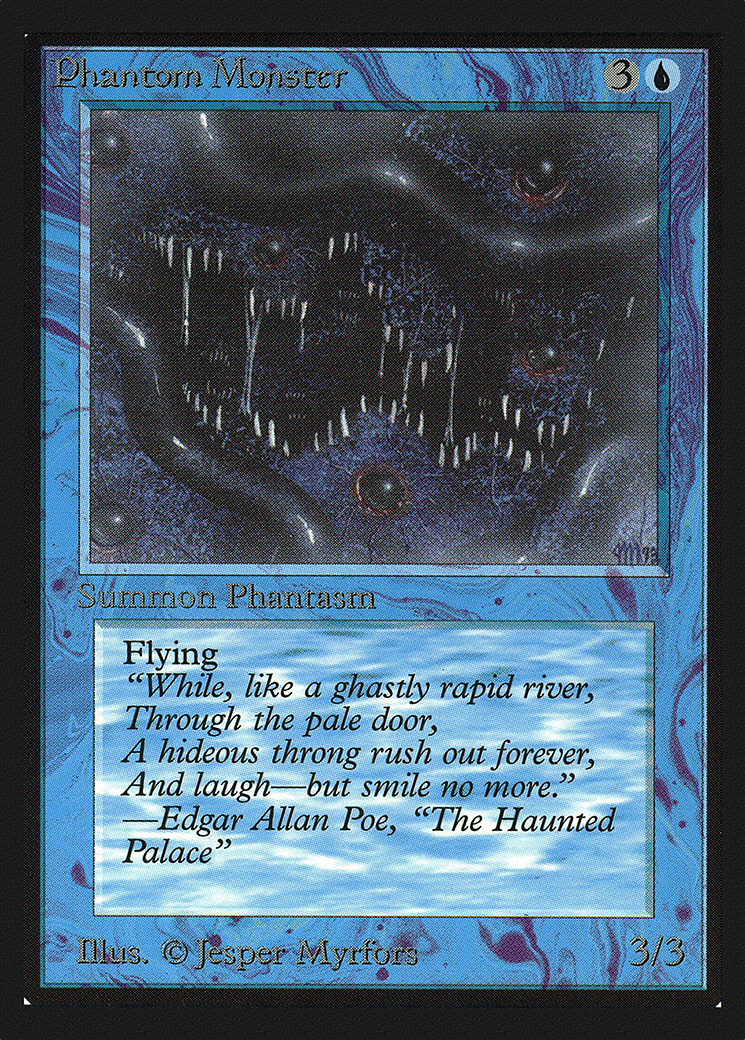 Phantom Monster 3
Summon Phantasm
Flying
“While, like a ghastly rapid river,
Through the pale door,
A hideous throng rush out forever,
And laugh—but smile no more.”
—Edgar Allan Poe, “The Haunted
Palace”
Illus. © Jesper Myrfors 3/3